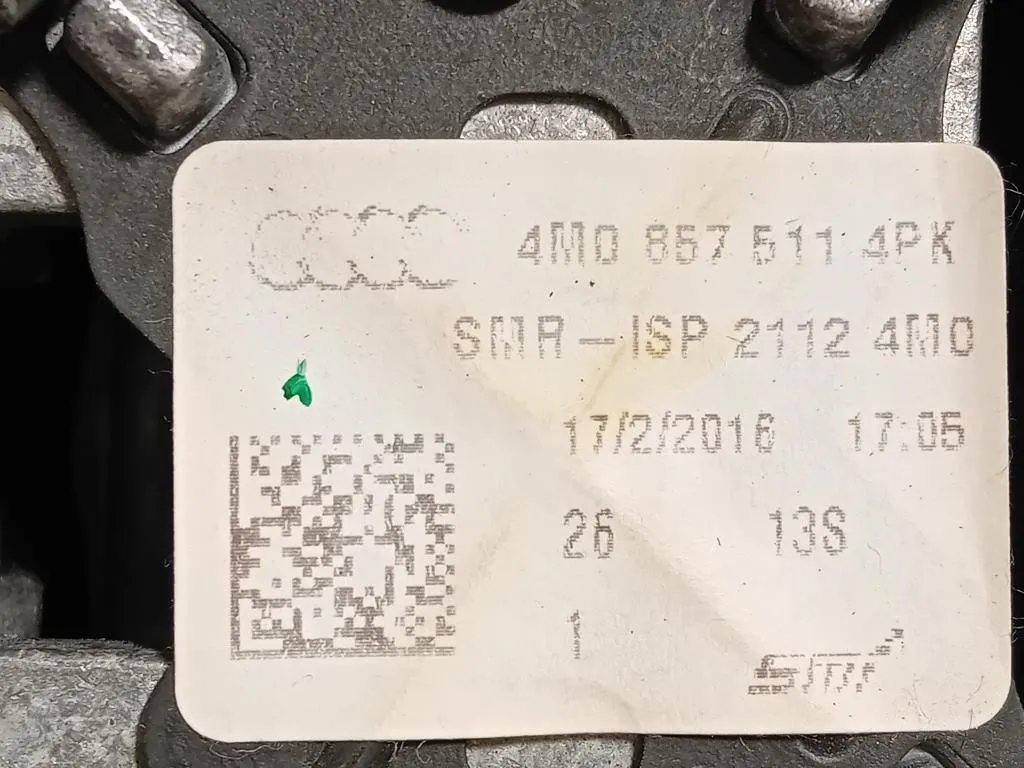 4M0 857 511 4PK
SMR-ISP 2112 4M0
17/2/2016 17:05
26 13S
1